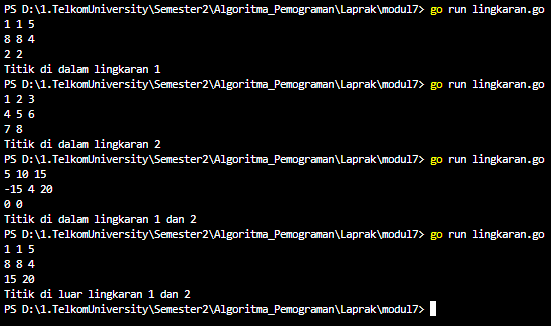 PS D:\1.TelkomUniversity\Semester2\Algoritma_Pemograman\Laprak\modul7> go run lingkaran.go
1 1 5
8 8 4
2 2
Titik di dalam lingkaran 1
PS D:\1.TelkomUniversity\Semester2\Algoritma_Pemograman\Laprak\modul7> go run lingkaran.go
1 2 3
4 5 6
7 8
Titik di dalam lingkaran 2
PS D:\1.TelkomUniversity\Semester2\Algoritma_Pemograman\Laprak\modul7> go run lingkaran.go
5 10 15
-15 4 20
0 0
Titik di dalam lingkaran 1 dan 2
PS D:\1.TelkomUniversity\Semester2\Algoritma_Pemograman\Laprak\modul7> go run lingkaran.go
1 1 5
8 8 4
15 20
Titik di luar lingkaran 1 dan 2
PS D:\1.TelkomUniversity\Semester2\Algoritma_Pemograman\Laprak\modul7>